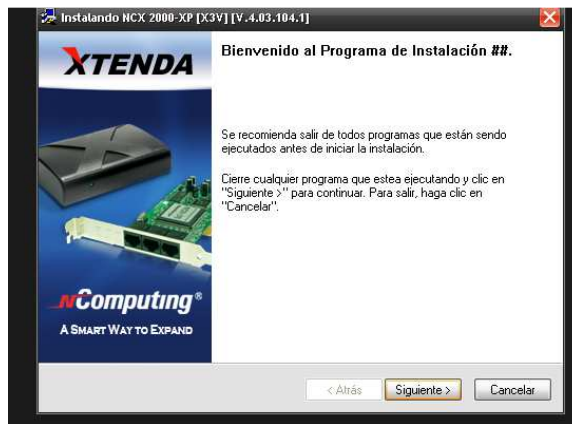 Instalando NCX 2000-XP [X3V] [V.4.03.104.1]
XTENDA
Bienvenido al Programa de Instalación ##.
Se recomienda salir de todos programas que están sendo
ejecutados antes de iniciar la instalación.
Cierre cualquier programa que estea ejecutando y clic en
"Siguiente >" para continuar. Para salir, haga clic en
"Cancelar".
NComputing®
A SMART WAY TO EXPAND
< Atrás
Siguiente >
Cancelar